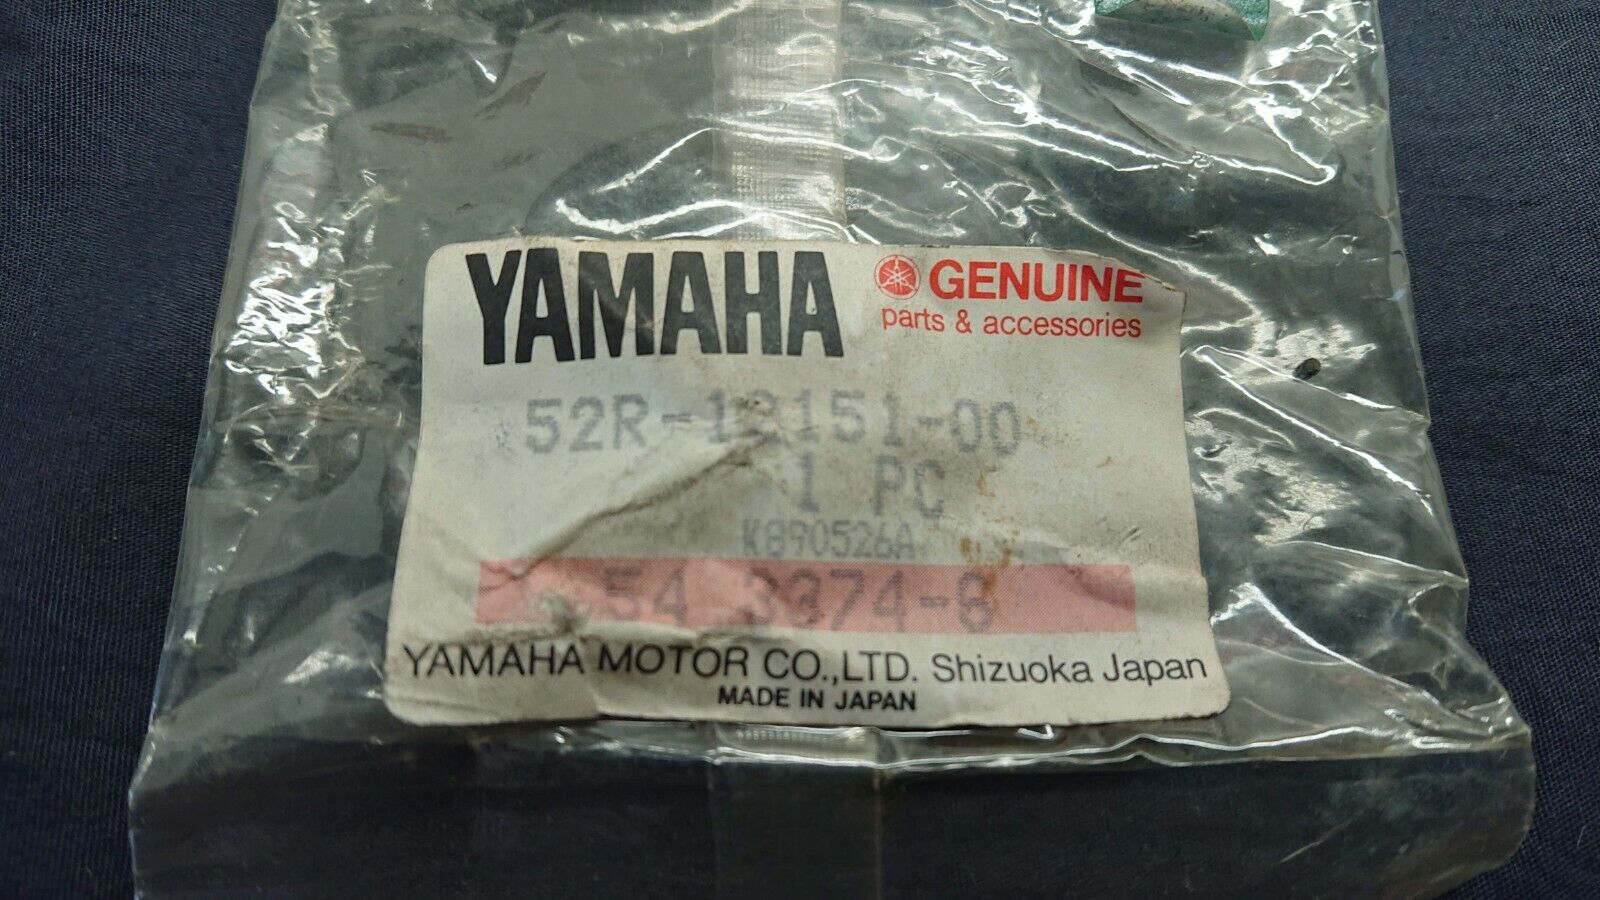 YAMAHA
GENUINE
parts & accessories
52R-12151-00
1 PC
K890526A
54 3374-8
YAMAHA MOTOR CO.,LTD. Shizuoka Japan
MADE IN JAPAN